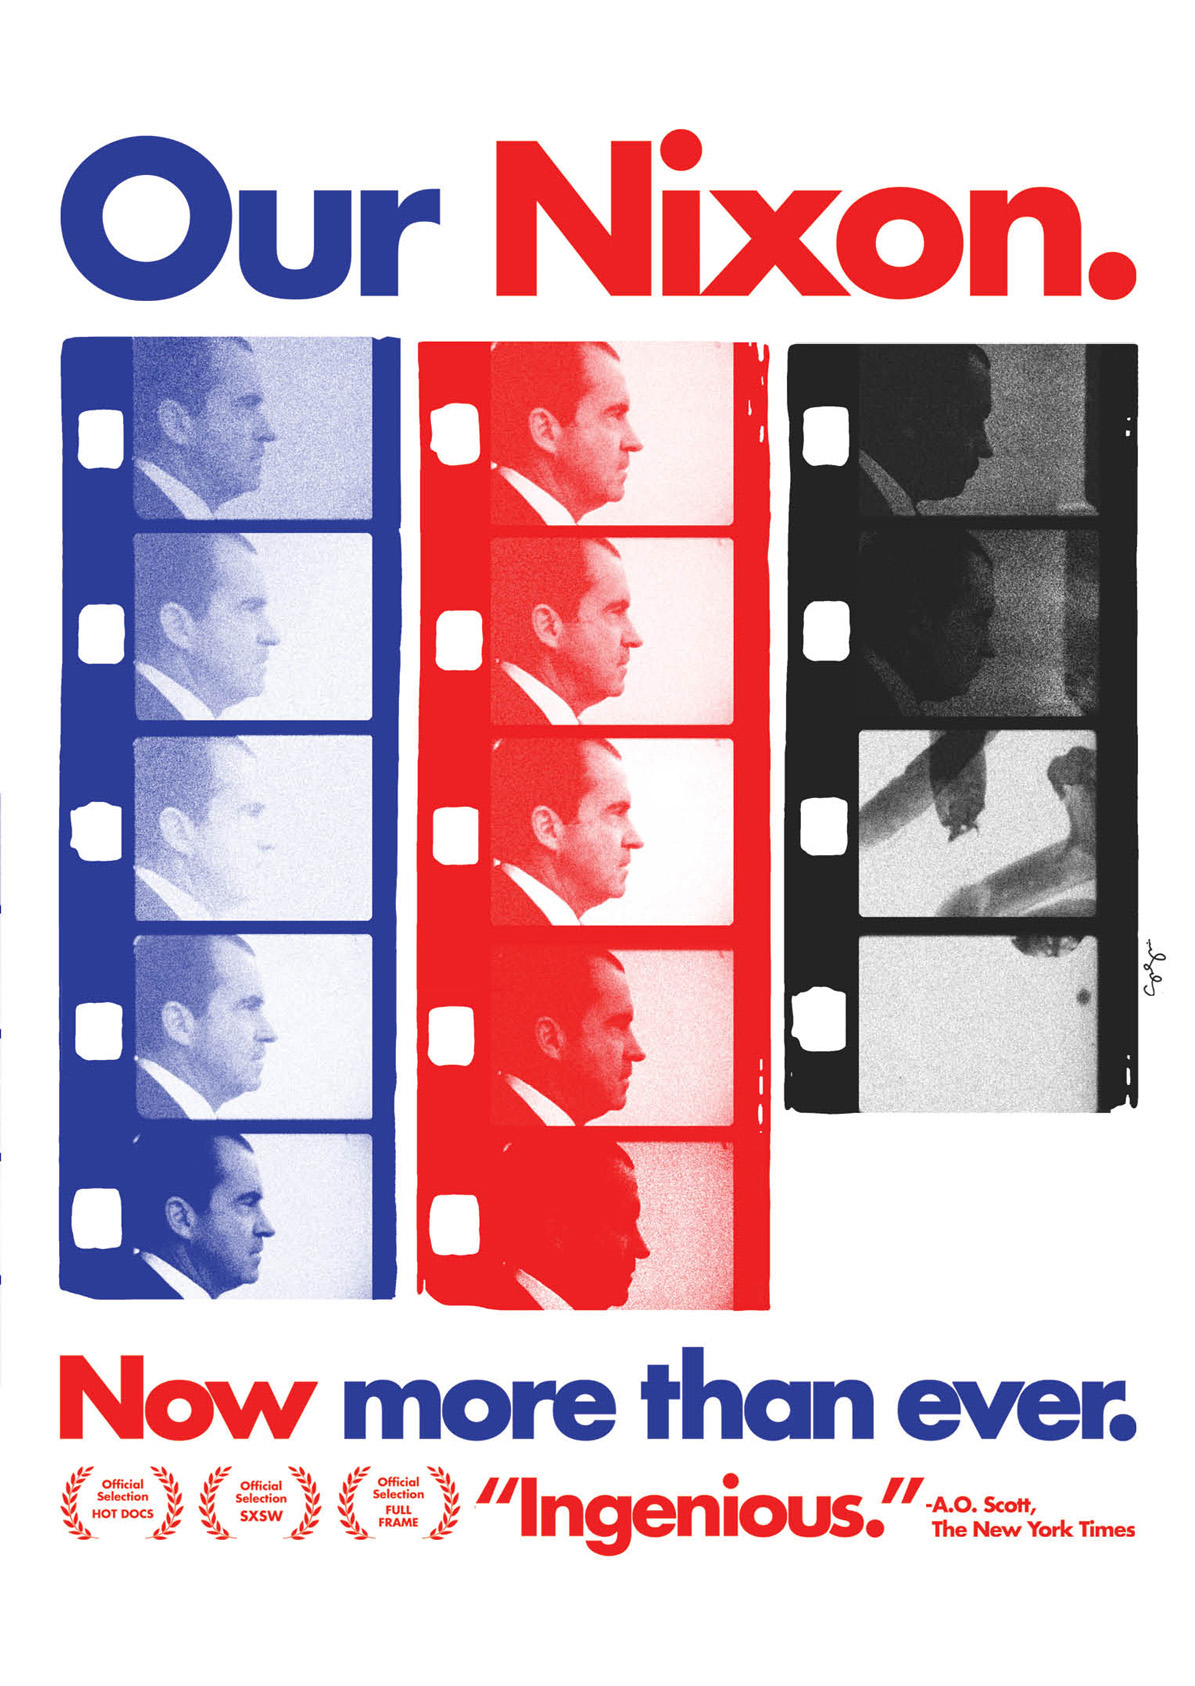 Our Nixon.
Now more than ever.
Official
Selection
HOT DOCS
Official
Selection
SXSW
Official
Selection
FULL
FRAME
“Ingenious.”
-A.O. Scott,
The New York Times